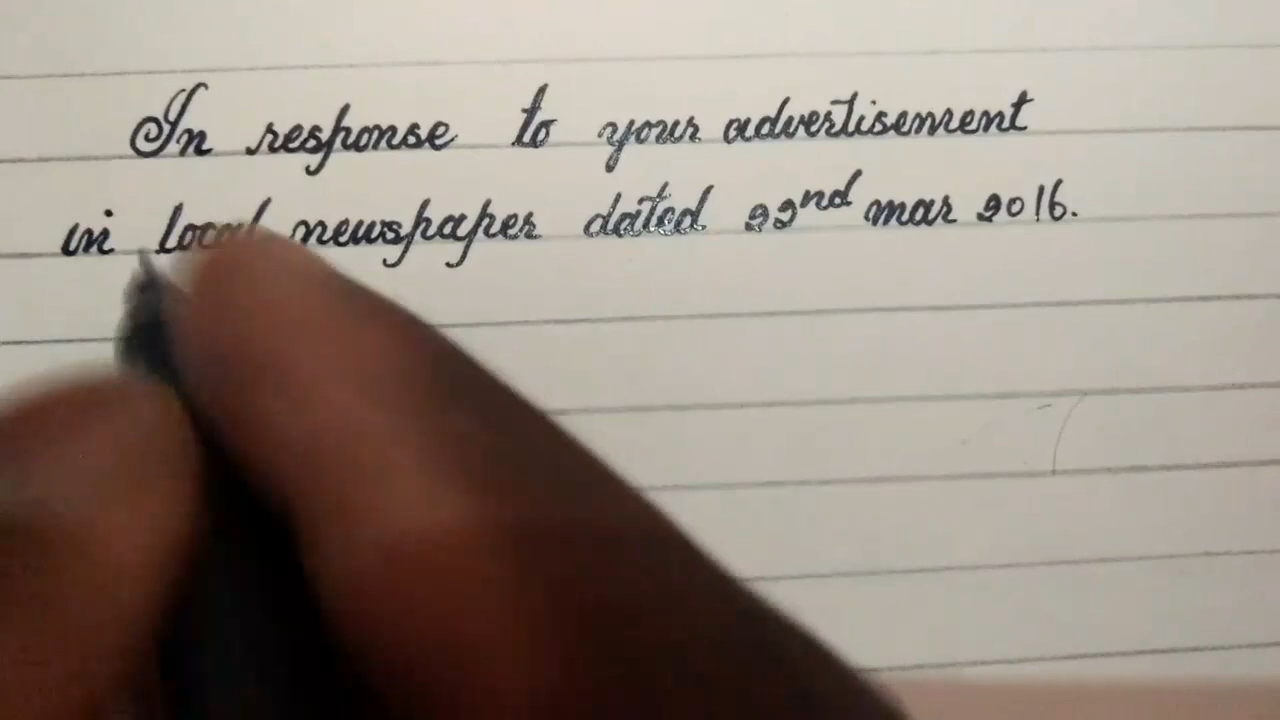 In response to your advertisement
in local newspaper dated 22nd mar 2016.